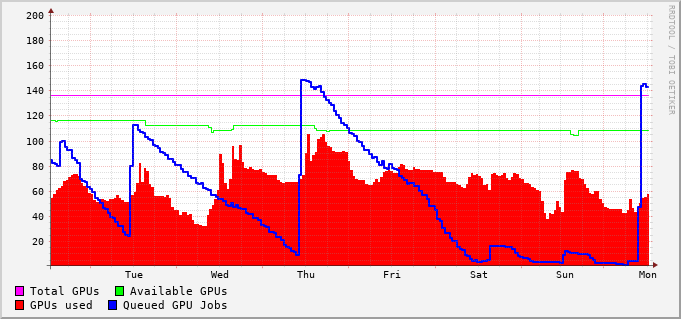 200
180
160
140
120
100
80
60
40
20
Tue Wed Thu Fri Sat Sun Mon
Total GPUs Available GPUs
GPUs used Queued GPU Jobs
RRDTOOL / TOBI OETIKER